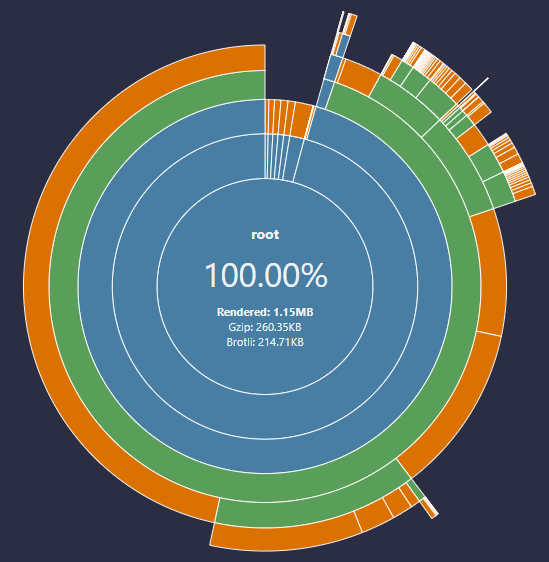 root
100.00%
Rendered: 1.15MB
Gzip: 260.35KB
Brotli: 214.71KB